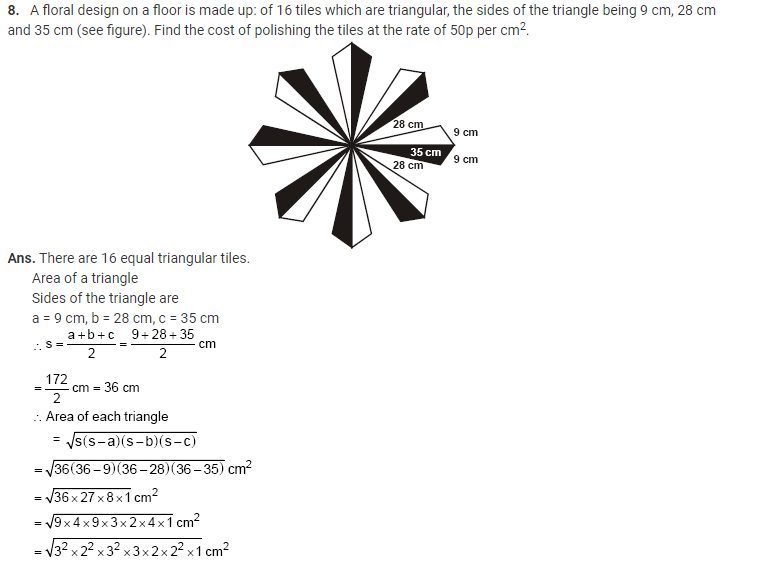 8. A floral design on a floor is made up: of 16 tiles which are triangular, the sides of the triangle being 9 cm, 28 cm
and 35 cm (see figure). Find the cost of polishing the tiles at the rate of 50p per cm².
28 cm
9 cm
35 cm
28 cm
9 cm
Ans. There are 16 equal triangular tiles.
Area of a triangle
Sides of the triangle are
a = 9 cm, b = 28 cm, c = 35 cm
∴ s = (a+b+c)/2 = (9+28+35)/2 cm
= 172/2 cm = 36 cm
∴ Area of each triangle
= √(s(s−a)(s−b)(s−c))
= √(36(36−9)(36−28)(36−35)) cm²
= √(36×27×8×1) cm²
= √(9×4×9×3×2×4×1) cm²
= √(3²×2²×3²×3×2×2²×1) cm²